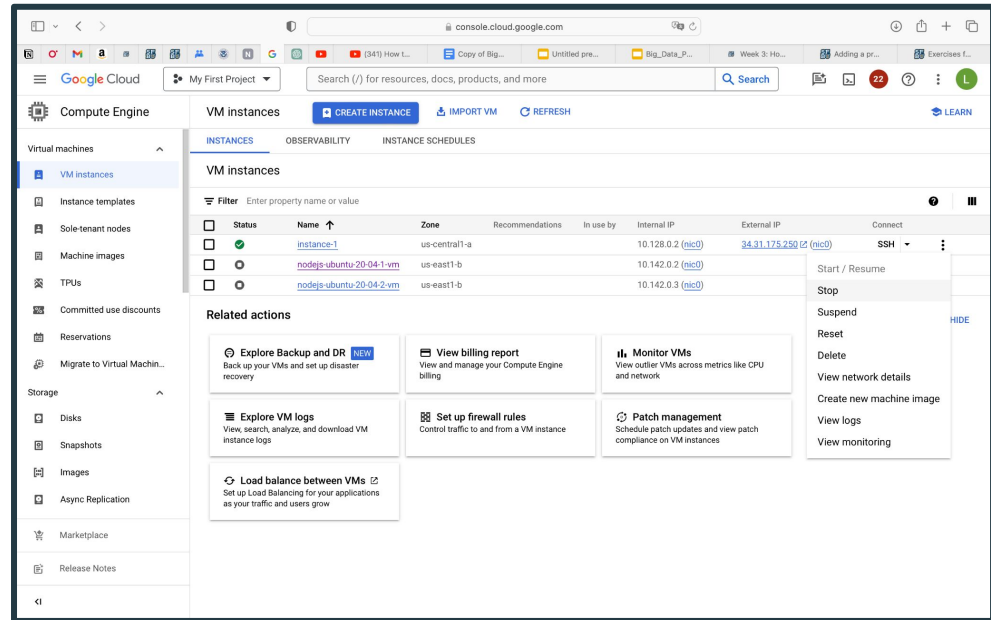 console.cloud.google.com
(341) How t...
Copy of Big...
Untitled pre...
Big_Data_P...
Week 3: Ho...
Adding a pr...
Exercises f...
Google Cloud
My First Project
Search (/) for resources, docs, products, and more
Search
22
L
Compute Engine
VM instances
CREATE INSTANCE
IMPORT VM
REFRESH
LEARN
Virtual machines
VM instances
Instance templates
Sole-tenant nodes
Machine images
TPUs
Committed use discounts
Reservations
Migrate to Virtual Machin...
Storage
Disks
Snapshots
Images
Async Replication
Marketplace
Release Notes
INSTANCES OBSERVABILITY INSTANCE SCHEDULES
VM instances
Filter Enter property name or value
Status Name Zone Recommendations In use by Internal IP External IP Connect
instance-1 us-central1-a 10.128.0.2 (nic0) 34.31.175.250 (nic0) SSH
nodejs-ubuntu-20-04-1-vm us-east1-b 10.142.0.2 (nic0)
nodejs-ubuntu-20-04-2-vm us-east1-b 10.142.0.3 (nic0)
Start / Resume
Stop
Suspend
Reset
Delete
View network details
Create new machine image
View logs
View monitoring
Related actions
HIDE
Explore Backup and DR NEW
Back up your VMs and set up disaster
recovery
View billing report
View and manage your Compute Engine
billing
Monitor VMs
View outlier VMs across metrics like CPU
and network
Explore VM logs
View, search, analyze, and download VM
instance logs
Set up firewall rules
Control traffic to and from a VM instance
Patch management
Schedule patch updates and view patch
compliance on VM instances
Load balance between VMs
Set up Load Balancing for your applications
as your traffic and users grow